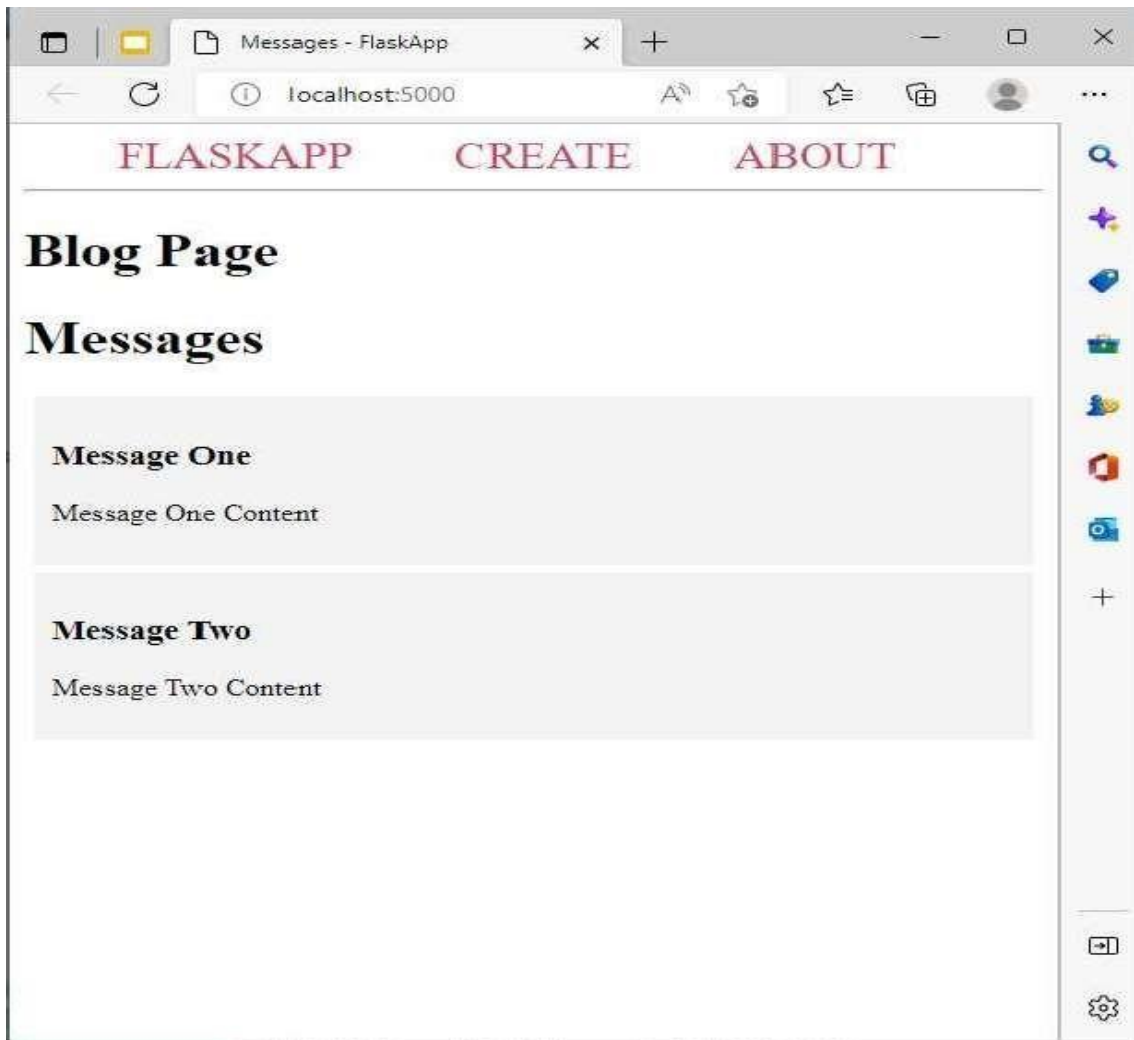 Messages - FlaskApp
localhost:5000
FLASKAPP CREATE ABOUT
Blog Page
Messages
Message One
Message One Content
Message Two
Message Two Content